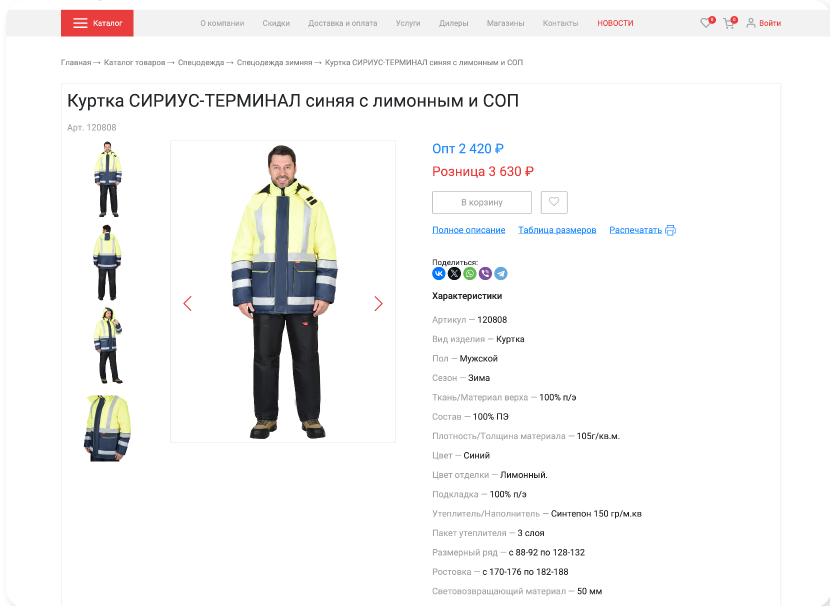 Каталог
О компании
Скидки
Доставка и оплата
Услуги
Дилеры
Магазины
Контакты
НОВОСТИ
0
0
Войти
Главная → Каталог товаров → Спецодежда → Спецодежда зимняя → Куртка СИРИУС-ТЕРМИНАЛ синяя с лимонным и СОП
Куртка СИРИУС-ТЕРМИНАЛ синяя с лимонным и СОП
Арт. 120808
Опт 2 420 ₽
Розница 3 630 ₽
В корзину
Полное описание
Таблица размеров
Распечатать
Поделиться:
Характеристики
Артикул — 120808
Вид изделия — Куртка
Пол — Мужской
Сезон — Зима
Ткань/Материал верха — 100% п/э
Состав — 100% ПЭ
Плотность/Толщина материала — 105г/кв.м.
Цвет — Синий
Цвет отделки — Лимонный.
Подкладка — 100% п/э
Утеплитель/Наполнитель — Синтепон 150 гр/м.кв
Пакет утеплителя — 3 слоя
Размерный ряд — с 88-92 по 128-132
Ростовка — с 170-176 по 182-188
Световозвращающий материал — 50 мм